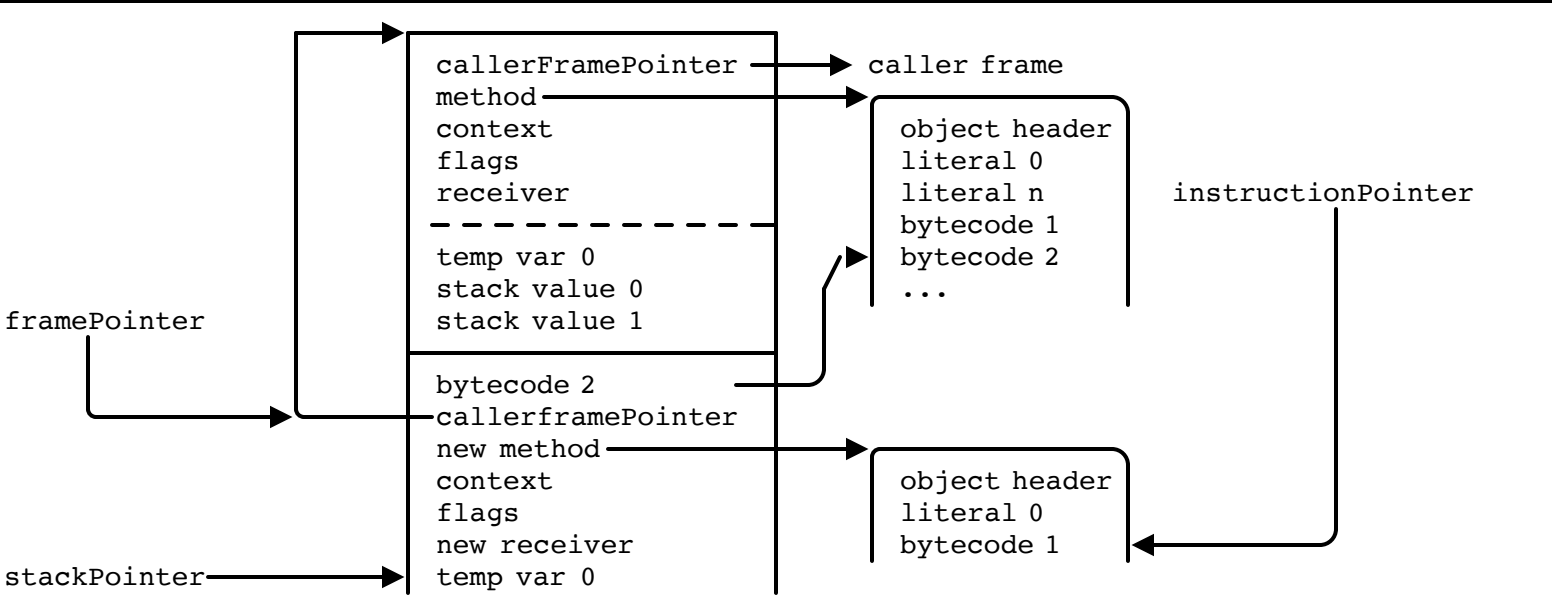 callerFramePointer
caller frame
method
context
flags
receiver
object header
literal 0
literal n
bytecode 1
bytecode 2
...
instructionPointer
temp var 0
stack value 0
stack value 1
framePointer
bytecode 2
callerframePointer
new method
context
flags
new receiver
temp var 0
object header
literal 0
bytecode 1
stackPointer